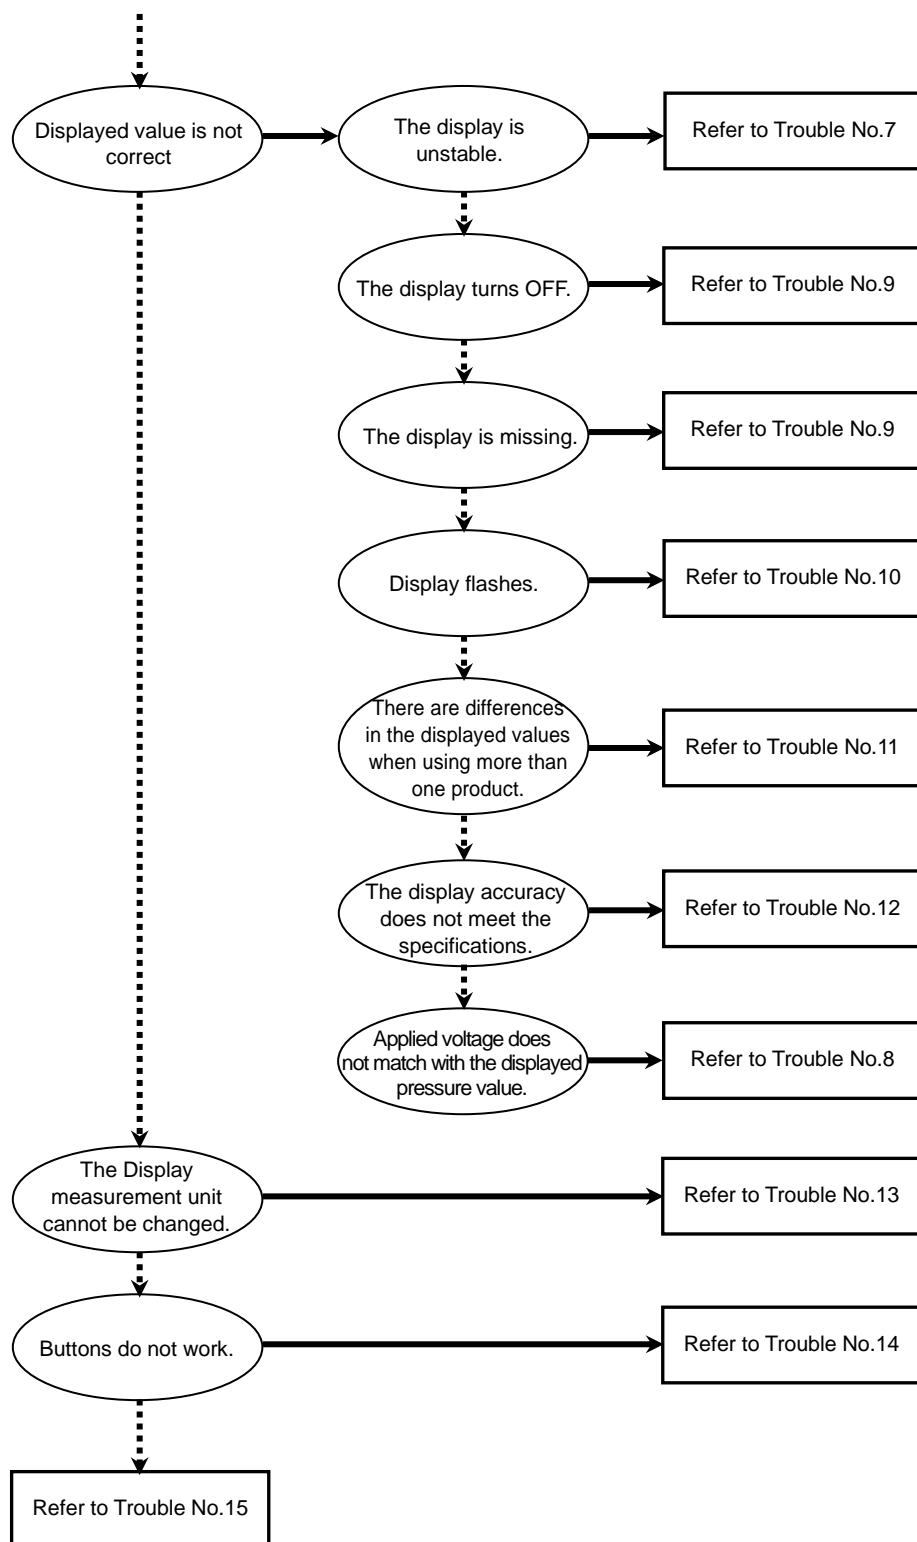 Displayed value is not
correct
The display is
unstable.
Refer to Trouble No.7
The display turns OFF.
Refer to Trouble No.9
The display is missing.
Refer to Trouble No.9
Display flashes.
Refer to Trouble No.10
There are differences
in the displayed values
when using more than
one product.
Refer to Trouble No.11
The display accuracy
does not meet the
specifications.
Refer to Trouble No.12
Applied voltage does
not match with the displayed
pressure value.
Refer to Trouble No.8
The Display
measurement unit
cannot be changed.
Refer to Trouble No.13
Buttons do not work.
Refer to Trouble No.14
Refer to Trouble No.15